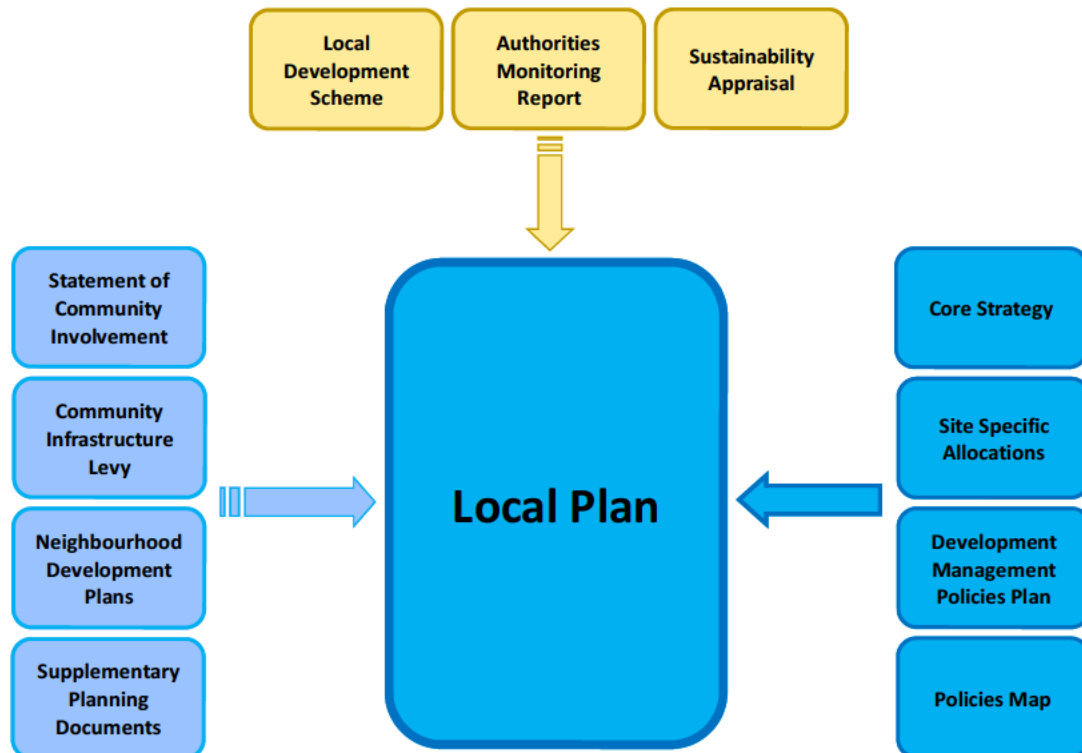 Local
Development
Scheme
Authorities
Monitoring
Report
Sustainability
Appraisal
Statement of
Community
Involvement
Community
Infrastructure
Levy
Neighbourhood
Development
Plans
Supplementary
Planning
Documents
Local Plan
Core Strategy
Site Specific
Allocations
Development
Management
Policies Plan
Policies Map